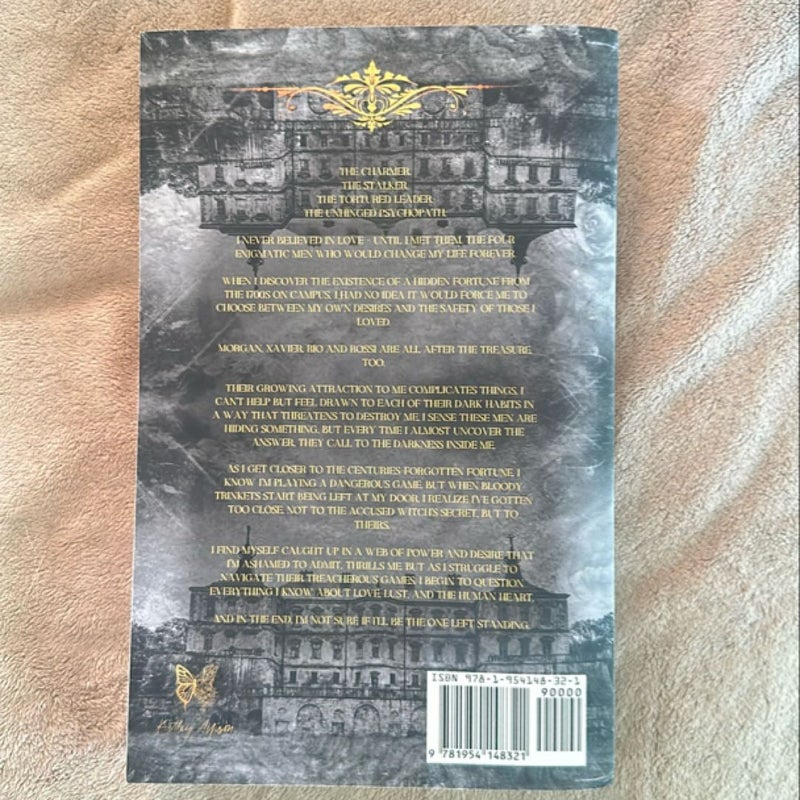 THE CHARMER.
THE STALKER.
THE TORTURED LEADER.
THE UNHINGED PSYCHOPATH.
I NEVER BELIEVED IN LOVE - UNTIL I MET THEM. THE FOUR
ENIGMATIC MEN WHO WOULD CHANGE MY LIFE FOREVER.
WHEN I DISCOVER THE EXISTENCE OF A HIDDEN FORTUNE FROM
THE 1700S ON CAMPUS, I HAD NO IDEA IT WOULD FORCE ME TO
CHOOSE BETWEEN MY OWN DESIRES AND THE SAFETY OF THOSE I
LOVED.
MORGAN, XAVIER, RIO AND ROSSI ARE ALL AFTER THE TREASURE,
TOO.
THEIR GROWING ATTRACTION TO ME COMPLICATES THINGS, I
CAN'T HELP BUT FEEL DRAWN TO EACH OF THEIR DARK HABITS IN
A WAY THAT THREATENS TO DESTROY ME. I SENSE THESE MEN ARE
HIDING SOMETHING, BUT EVERY TIME I ALMOST UNCOVER THE
ANSWER, THEY CALL TO THE DARKNESS INSIDE ME.
AS I GET CLOSER TO THE CENTURIES-FORGOTTEN FORTUNE, I
KNOW I'M PLAYING A DANGEROUS GAME. BUT WHEN BLOODY
TRINKETS START BEING LEFT AT MY DOOR, I REALIZE I'VE GOTTEN
TOO CLOSE. NOT TO THE ACCUSED WITCH'S SECRET, BUT TO
THEIRS...
I FIND MYSELF CAUGHT UP IN A WEB OF POWER AND DESIRE THAT
I'M ASHAMED TO ADMIT, THRILLS ME. BUT AS I STRUGGLE TO
NAVIGATE THEIR TREACHEROUS GAMES, I BEGIN TO QUESTION
EVERYTHING I KNOW ABOUT LOVE, LUST, AND THE HUMAN HEART.
AND IN THE END, I'M NOT SURE IF I'LL BE THE ONE LEFT STANDING.
ISBN 978-1-954148-32-1
90000
9 781954 148321